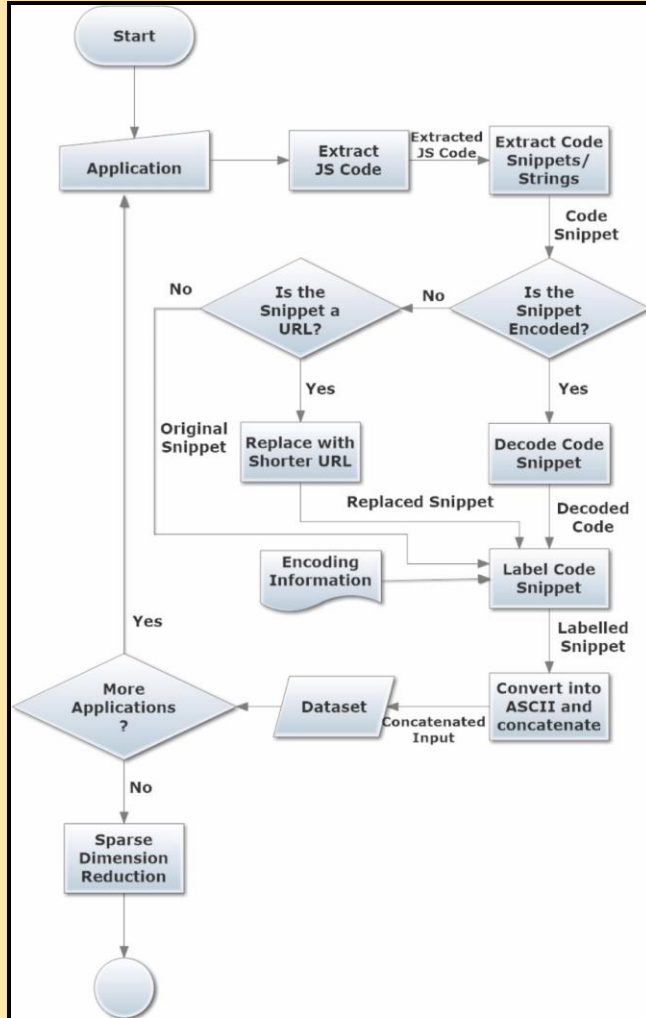 Start
Application
Extract
JS Code
Extracted
JS Code
Extract Code
Snippets/
Strings
Code
Snippet
Is the
Snippet
Encoded?
No
Is the
Snippet a
URL?
No
Yes
Yes
Original
Snippet
Replace with
Shorter URL
Decode Code
Snippet
Replaced Snippet
Decoded
Code
Encoding
Information
Label Code
Snippet
Labelled
Snippet
Convert into
ASCII and
concatenate
Concatenated
Input
Dataset
More
Applications
?
Yes
No
Sparse
Dimension
Reduction